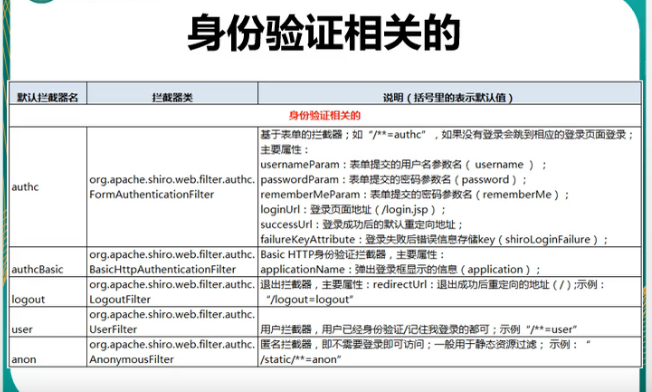 身份验证相关的
默认拦截器名 拦截器类 说明（括号里的表示默认值）
身份验证相关的
authc
org.apache.shiro.web.filter.authc.
FormAuthenticationFilter
基于表单的拦截器；如“/**=authc”，如果没有登录会跳到相应的登录页面登录；
主要属性：
usernameParam：表单提交的用户名参数名（ username ） ；
passwordParam：表单提交的密码参数名（password）；
rememberMeParam：表单提交的密码参数名（rememberMe）；
loginUrl：登录页面地址（/login.jsp）；
successUrl：登录成功后的默认重定向地址；
failureKeyAttribute：登录失败后错误信息存储key（shiroLoginFailure）；
authcBasic
org.apache.shiro.web.filter.authc.
BasicHttpAuthenticationFilter
Basic HTTP身份验证拦截器，主要属性：
applicationName：弹出登录框显示的信息（application）；
logout
org.apache.shiro.web.filter.authc.
LogoutFilter
退出拦截器，主要属性：redirectUrl：退出成功后重定向的地址（/）;示例：
“/logout=logout”
user
org.apache.shiro.web.filter.authc.
UserFilter
用户拦截器，用户已经身份验证/记住我登录的都可；示例“/**=user”
anon
org.apache.shiro.web.filter.authc.
AnonymousFilter
匿名拦截器，即不需要登录即可访问；一般用于静态资源过滤；示例：“
/static/**=anon”